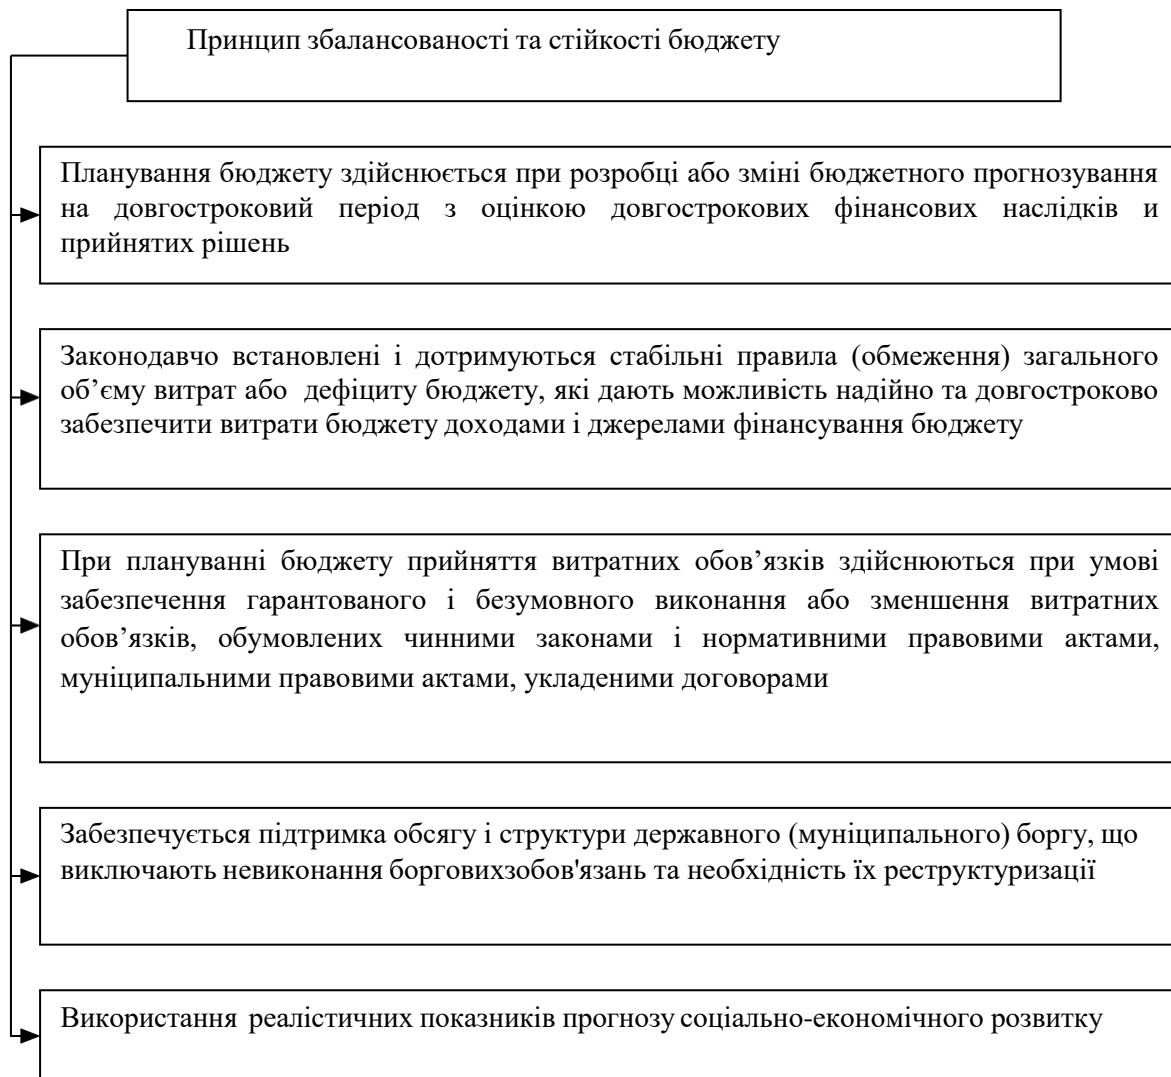 Принцип збалансованості та стійкості бюджету
Планування бюджету здійснюється при розробці або зміні бюджетного прогнозування
на довгостроковий період з оцінкою довгострокових фінансових наслідків и
прийнятих рішень
Законодавчо встановлені і дотримуються стабільні правила (обмеження) загального
об’єму витрат або дефіциту бюджету, які дають можливість надійно та довгостроково
забезпечити витрати бюджету доходами і джерелами фінансування бюджету
При плануванні бюджету прийняття витратних обов’язків здійснюються при умові
забезпечення гарантованого і безумовного виконання або зменшення витратних
обов’язків, обумовлених чинними законами і нормативними правовими актами,
муніципальними правовими актами, укладеними договорами
Забезпечується підтримка обсягу і структури державного (муніципального) боргу, що
виключають невиконання борговихзобов'язань та необхідність їх реструктуризації
Використання реалістичних показників прогнозу соціально-економічного розвитку